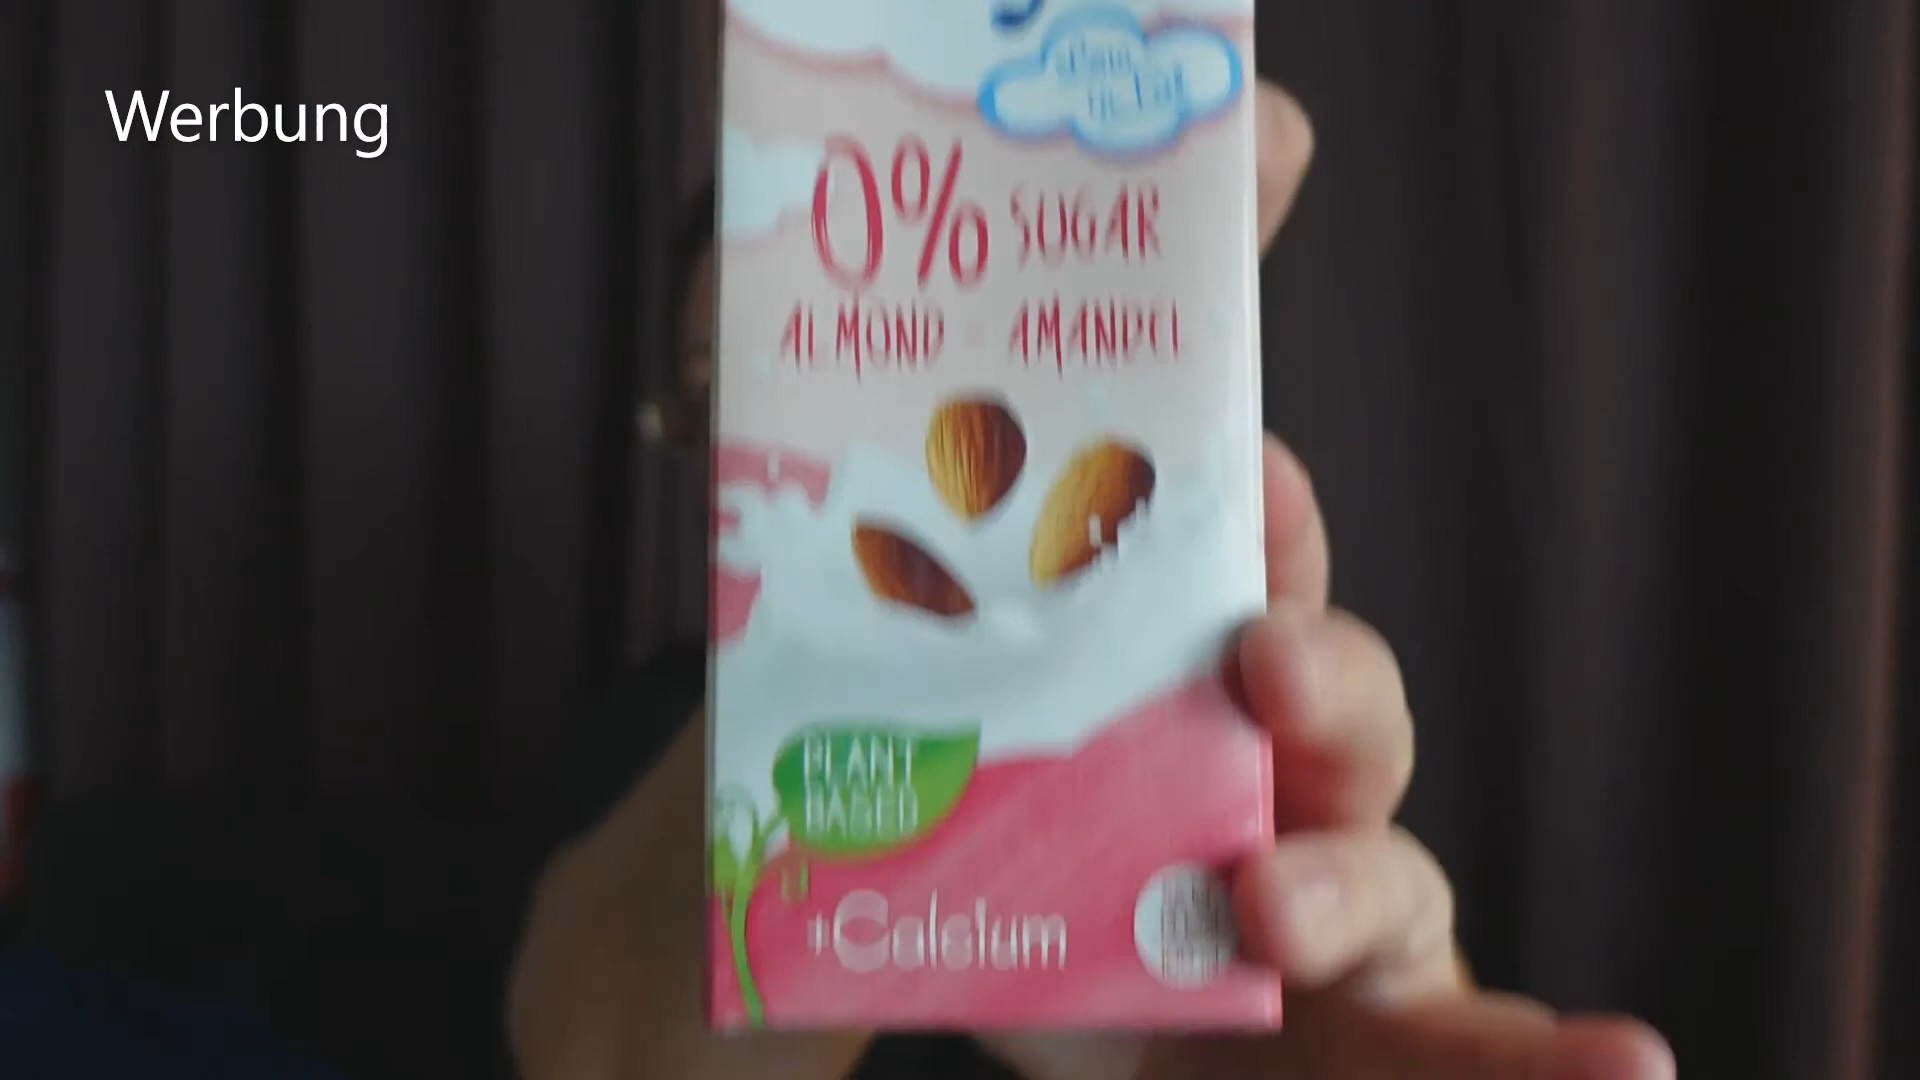 Werbung
0% SUGAR
ALMOND - AMANDEL
PLANT
BASED
+Calcium